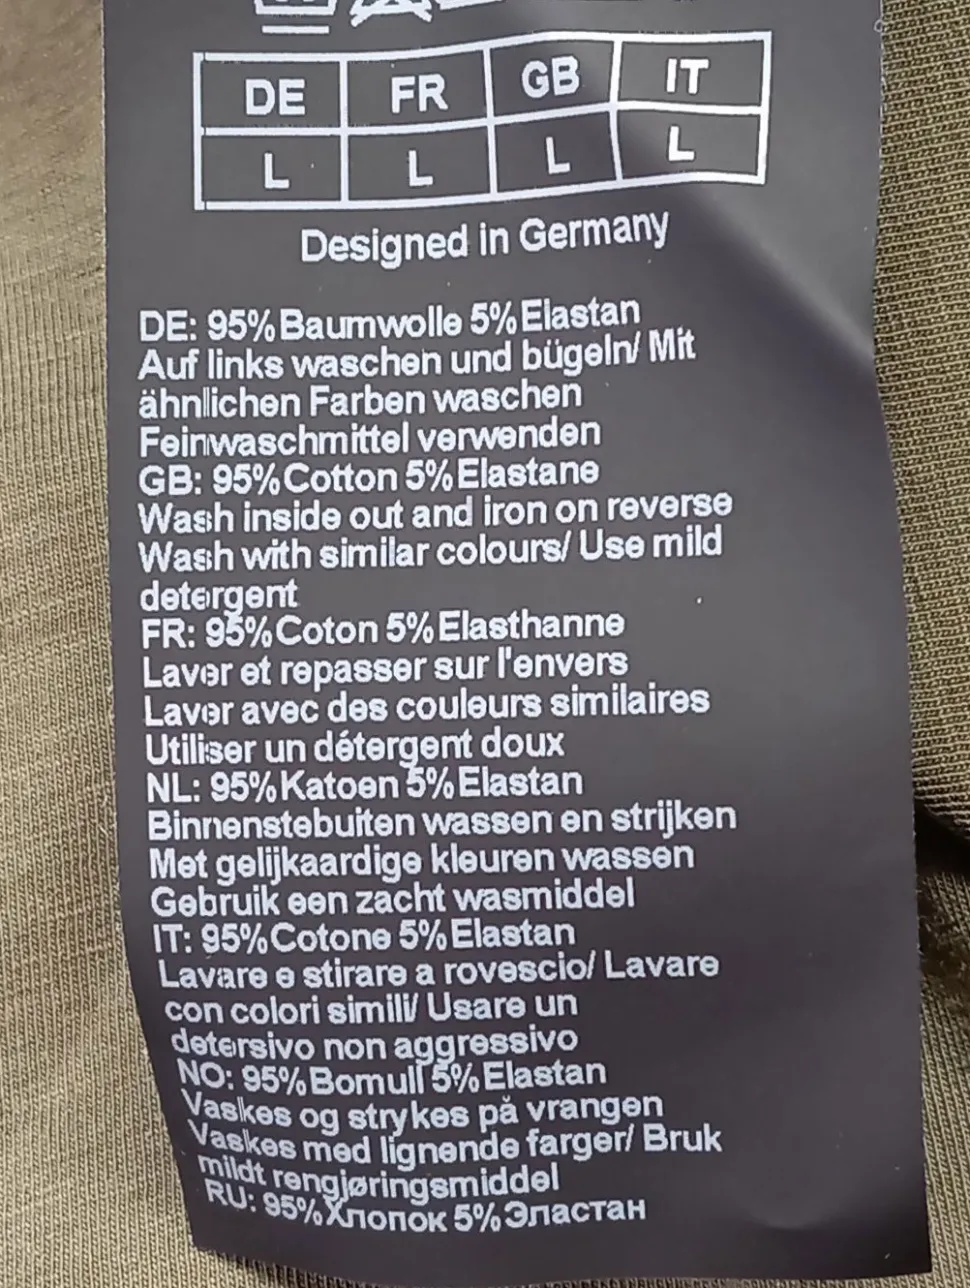 DE FR GB IT
L L L L
Designed in Germany
DE: 95% Baumwolle 5% Elastan
Auf links waschen und bügeln/ Mit
ähnlichen Farben waschen
Feinwaschmittel verwenden
GB: 95% Cotton 5% Elastane
Wash inside out and iron on reverse
Wash with similar colours/ Use mild
detergent
FR: 95% Coton 5% Elasthanne
Laver et repasser sur l'envers
Laver avec des couleurs similaires
Utiliser un détergent doux
NL: 95% Katoen 5% Elastan
Binnenstebuiten wassen en strijken
Met gelijkaardige kleuren wassen
Gebruik een zacht wasmiddel
IT: 95% Cotone 5% Elastan
Lavare e stirare a rovescio/ Lavare
con colori simili/ Usare un
detersivo non aggressivo
NO: 95% Bomull 5% Elastan
Vaskes og strykes på vrangen
Vaskes med lignende farger/ Bruk
mildt rengjøringsmiddel
RU: 95% Хлопок 5% Эластан